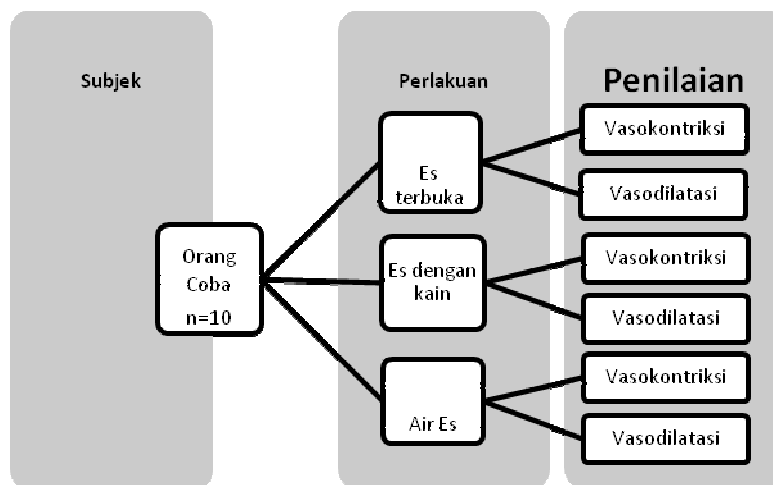 Subjek
Perlakuan
Penilaian
Orang
Coba
n=10
Es
terbuka
Vasokontriksi
Vasodilatasi
Es dengan
kain
Vasokontriksi
Vasodilatasi
Air Es
Vasokontriksi
Vasodilatasi